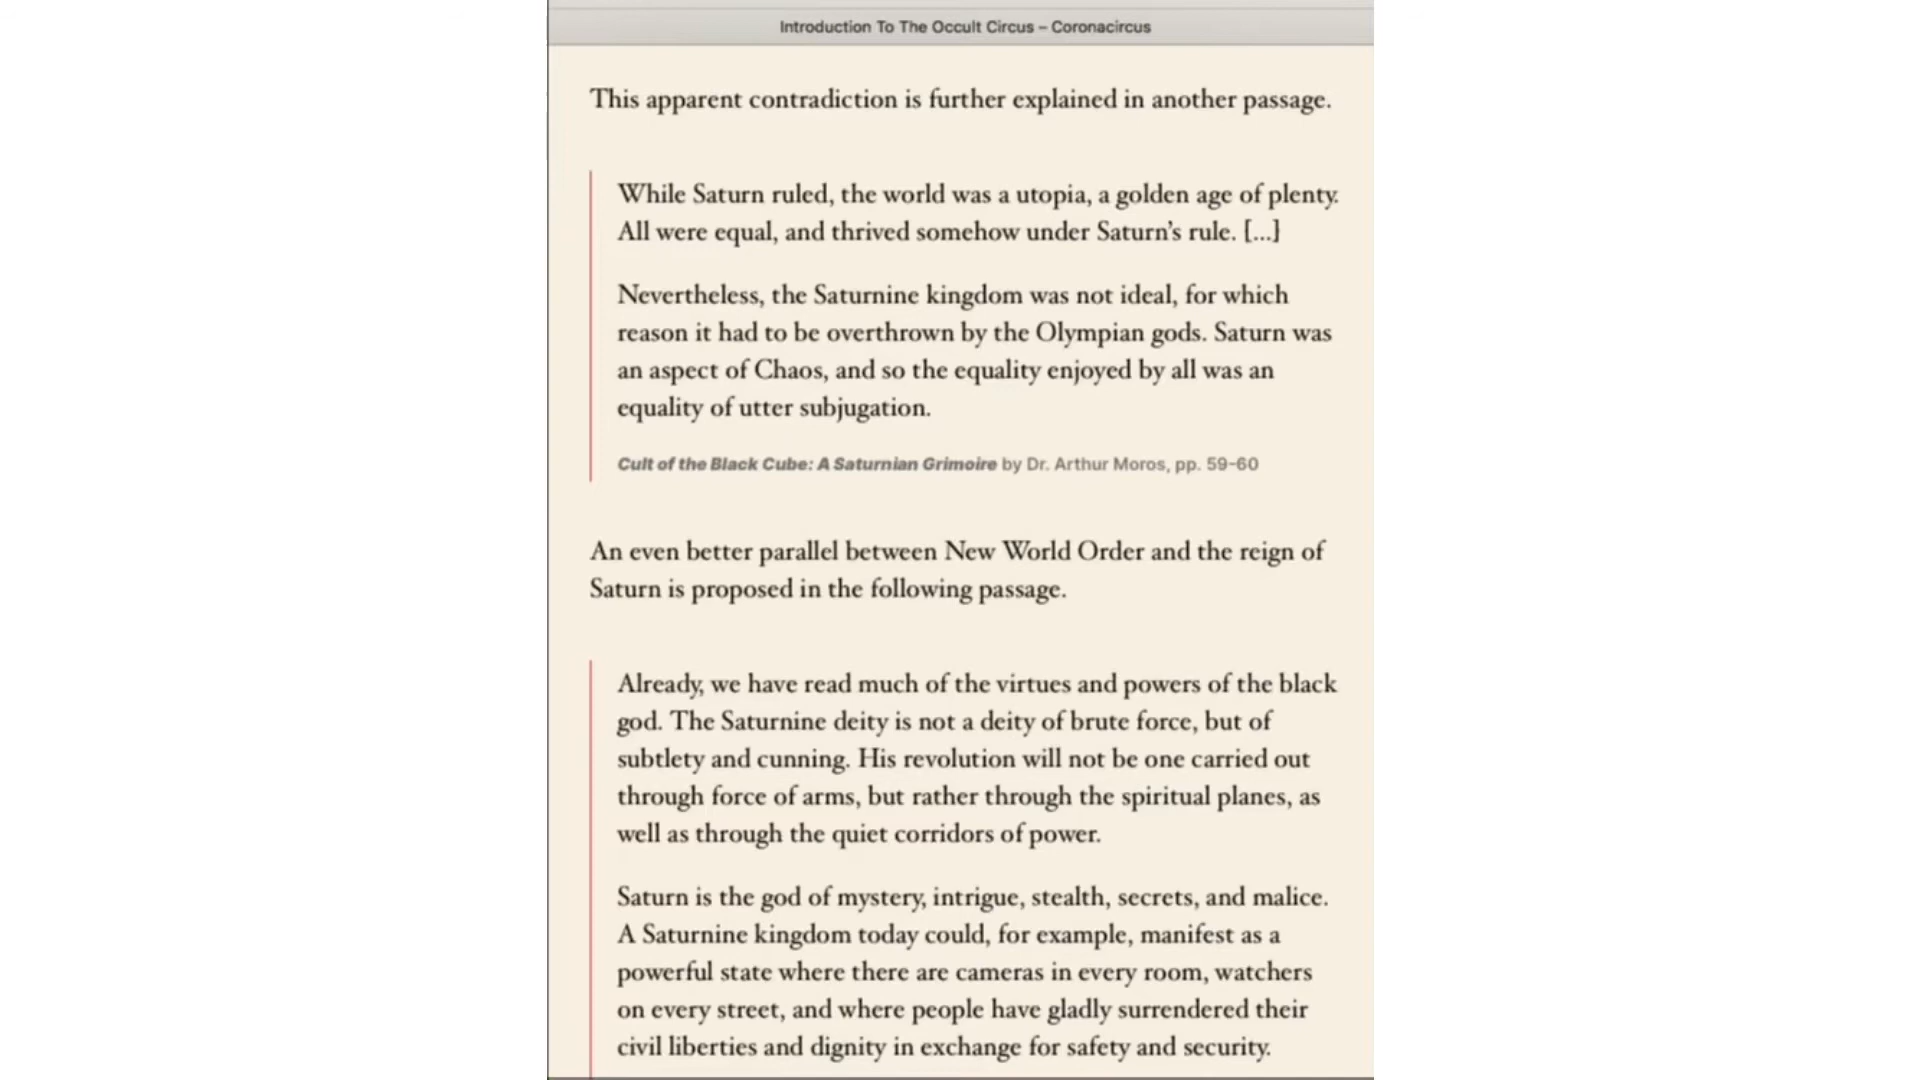 Introduction To The Occult Circus – Coronacircus
This apparent contradiction is further explained in another passage.
While Saturn ruled, the world was a utopia, a golden age of plenty.
All were equal, and thrived somehow under Saturn's rule. [...]
Nevertheless, the Saturnine kingdom was not ideal, for which
reason it had to be overthrown by the Olympian gods. Saturn was
an aspect of Chaos, and so the equality enjoyed by all was an
equality of utter subjugation.
Cult of the Black Cube: A Saturnian Grimoire by Dr. Arthur Moros, pp. 59-60
An even better parallel between New World Order and the reign of
Saturn is proposed in the following passage.
Already, we have read much of the virtues and powers of the black
god. The Saturnine deity is not a deity of brute force, but of
subtlety and cunning. His revolution will not be one carried out
through force of arms, but rather through the spiritual planes, as
well as through the quiet corridors of power.
Saturn is the god of mystery, intrigue, stealth, secrets, and malice.
A Saturnine kingdom today could, for example, manifest as a
powerful state where there are cameras in every room, watchers
on every street, and where people have gladly surrendered their
civil liberties and dignity in exchange for safety and security.